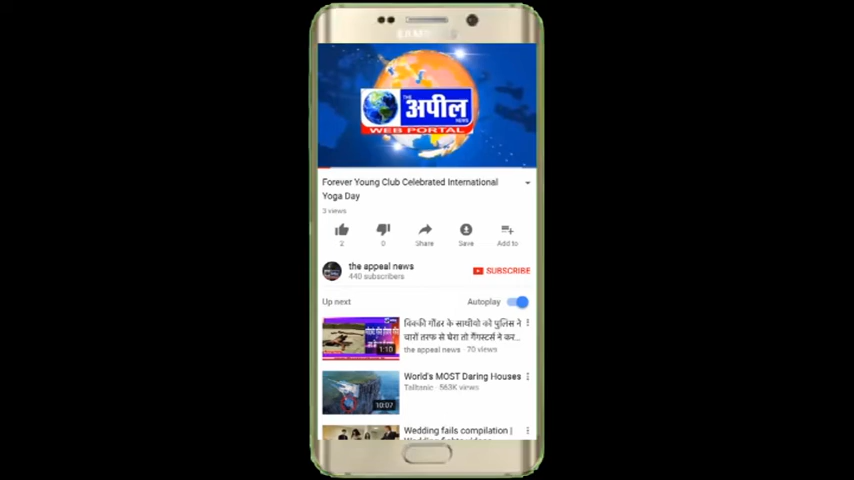 SAMSUNG
THE
अपील
NEWS
WEB PORTAL
Forever Young Club Celebrated International
Yoga Day
3 views
2
0
Share
Save
Add to
the appeal news
440 subscribers
SUBSCRIBE
Up next
Autoplay
विक्की गौंडर के साथीयो को पुलिस ने
चारों तरफ से घेरा तो गैंगस्टर्स ने कर...
the appeal news · 70 views
1:10
World's MOST Daring Houses
Talltanic · 563K views
10:07
Wedding fails compilation |